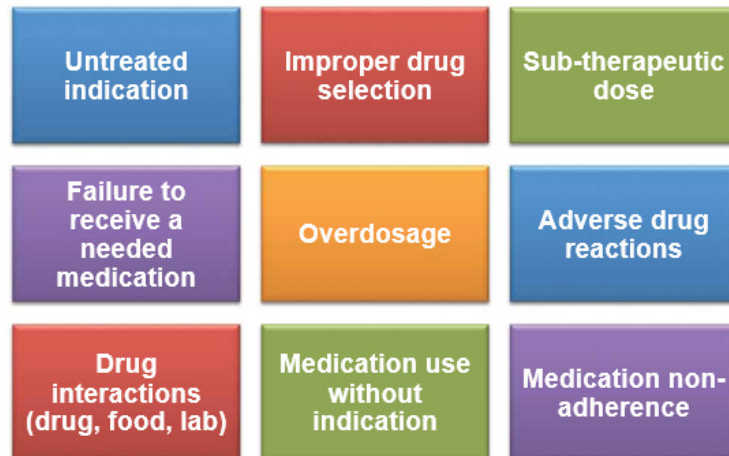 Untreated
indication
Improper drug
selection
Sub-therapeutic
dose
Failure to
receive a
needed
medication
Overdosage
Adverse drug
reactions
Drug
interactions
(drug, food, lab)
Medication use
without
indication
Medication non-
adherence